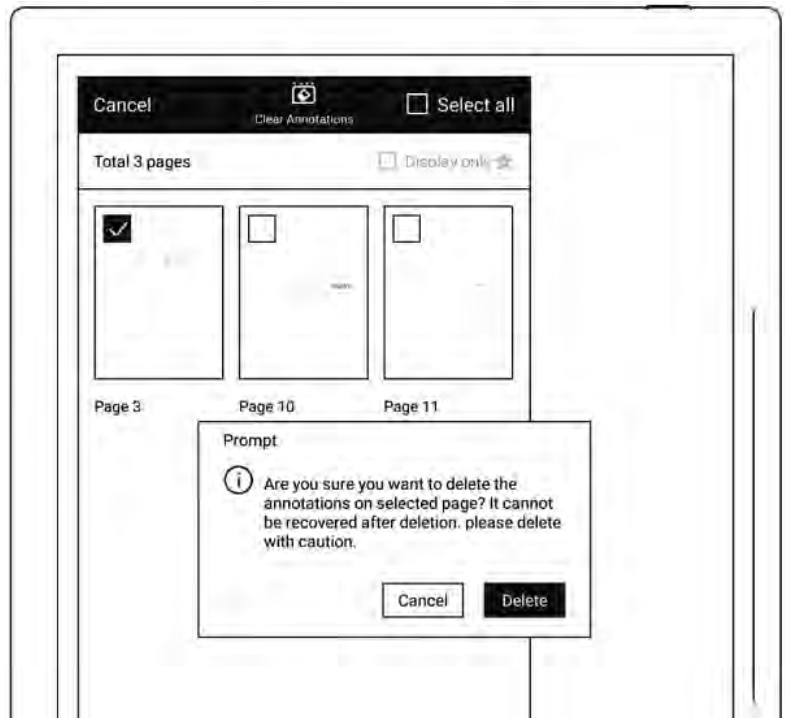 Cancel
Clear Annotations
Select all
Total 3 pages
Display only
Page 3
Page 10
Page 11
Prompt
Are you sure you want to delete the
annotations on selected page? It cannot
be recovered after deletion. please delete
with caution.
Cancel
Delete